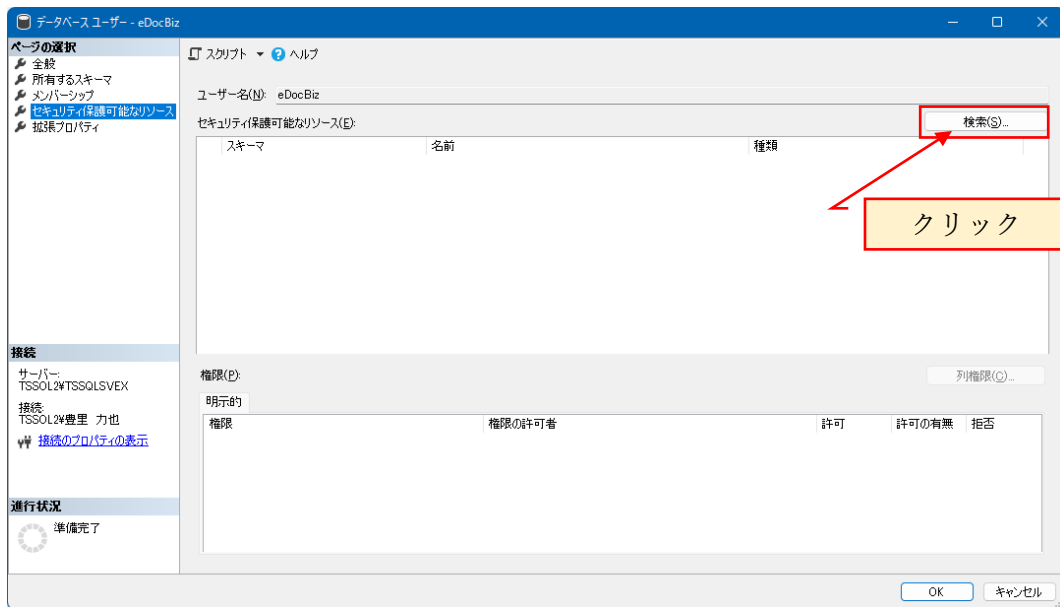 データベース ユーザー - eDocBiz
ページの選択
全般
所有するスキーマ
メンバーシップ
セキュリティ保護可能なリソース
拡張プロパティ
スクリプト
ヘルプ
ユーザー名(N): eDocBiz
セキュリティ保護可能なリソース(E):
検索(S)...
スキーマ 名前 種類
クリック
接続
サーバー:
TSSOL2¥TSSQLSVEX
接続:
TSSOL2¥豊里 力也
接続のプロパティの表示
進行状況
準備完了
権限(P):
列権限(C)...
明示的
権限 権限の許可者 許可 許可の有無 拒否
OK キャンセル